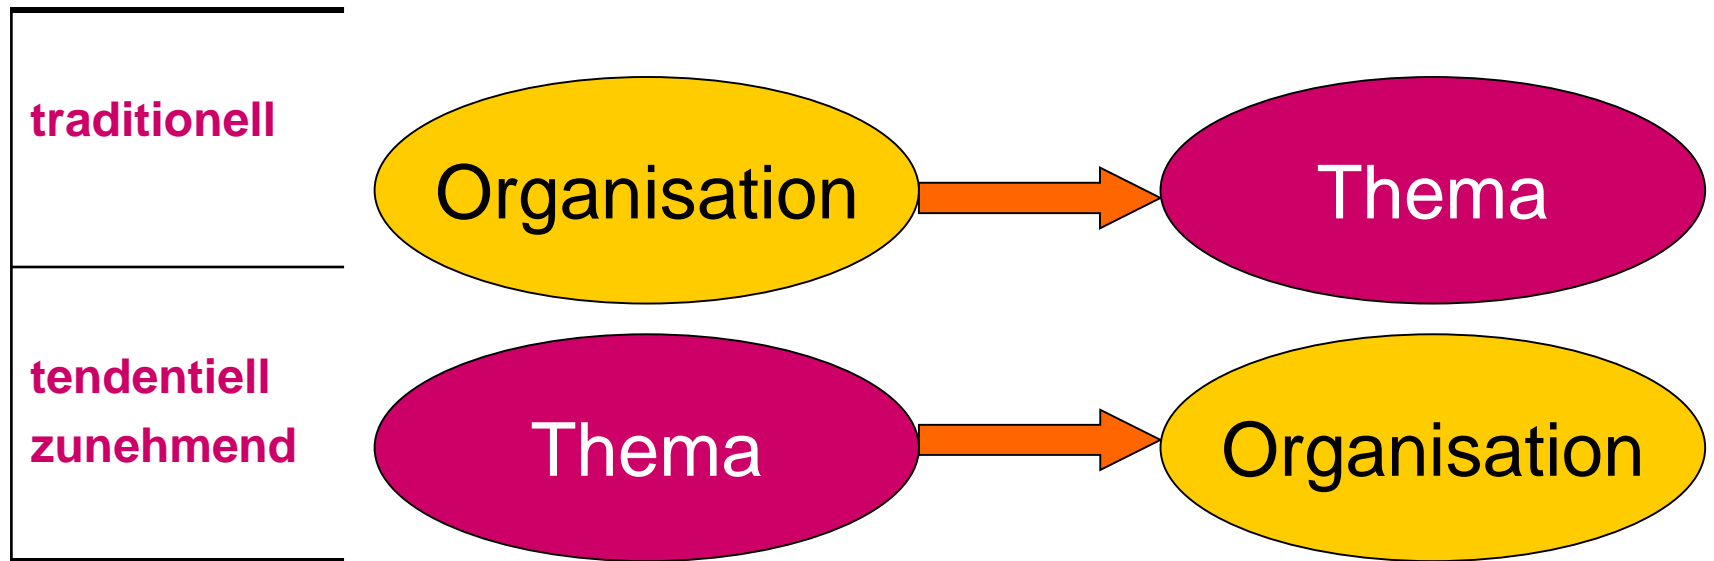 traditionell
Organisation
Thema
tendentiell
zunehmend
Thema
Organisation